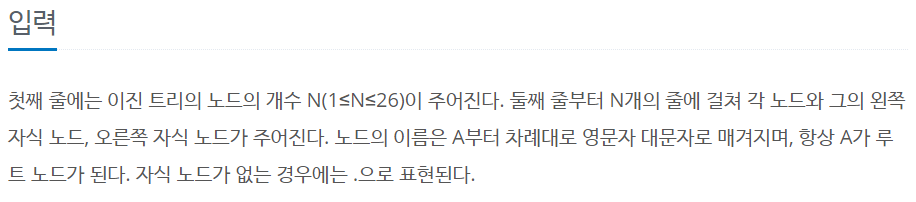 입력
첫째 줄에는 이진 트리의 노드의 개수 N(1≤N≤26)이 주어진다. 둘째 줄부터 N개의 줄에 걸쳐 각 노드와 그의 왼쪽
자식 노드, 오른쪽 자식 노드가 주어진다. 노드의 이름은 A부터 차례대로 영문자 대문자로 매겨지며, 항상 A가 루
트 노드가 된다. 자식 노드가 없는 경우에는 .으로 표현된다.